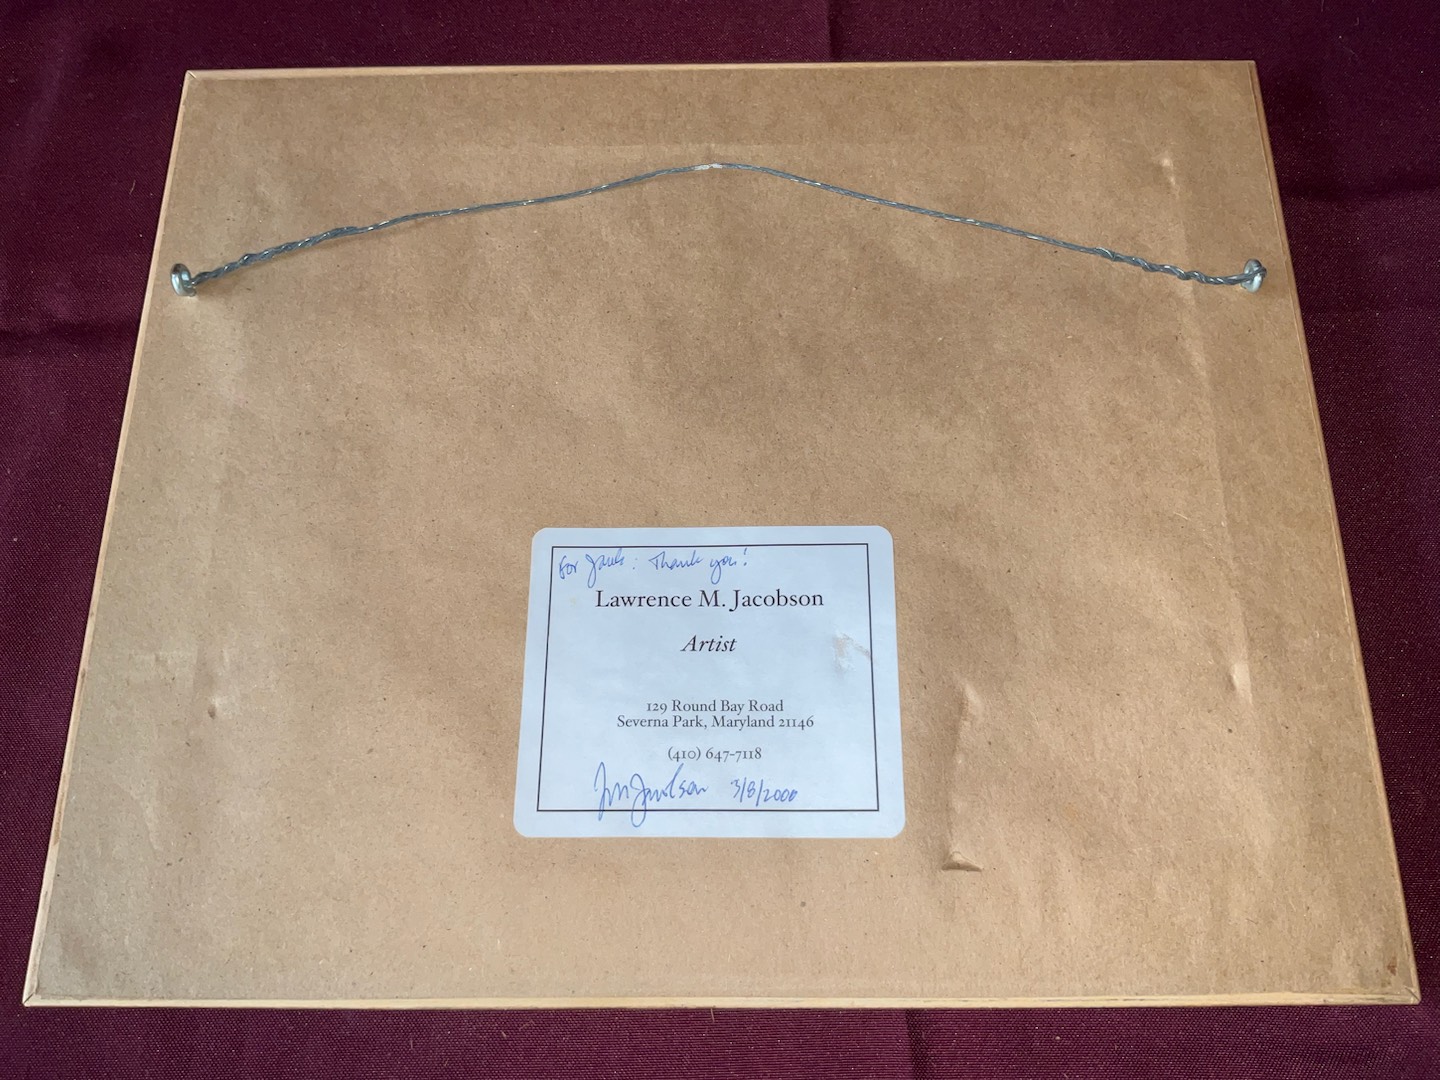 For : Thank you!
Lawrence M. Jacobson
Artist
129 Round Bay Road
Severna Park, Maryland 21146
(410) 647-7118
Jacobson 3/8/2000